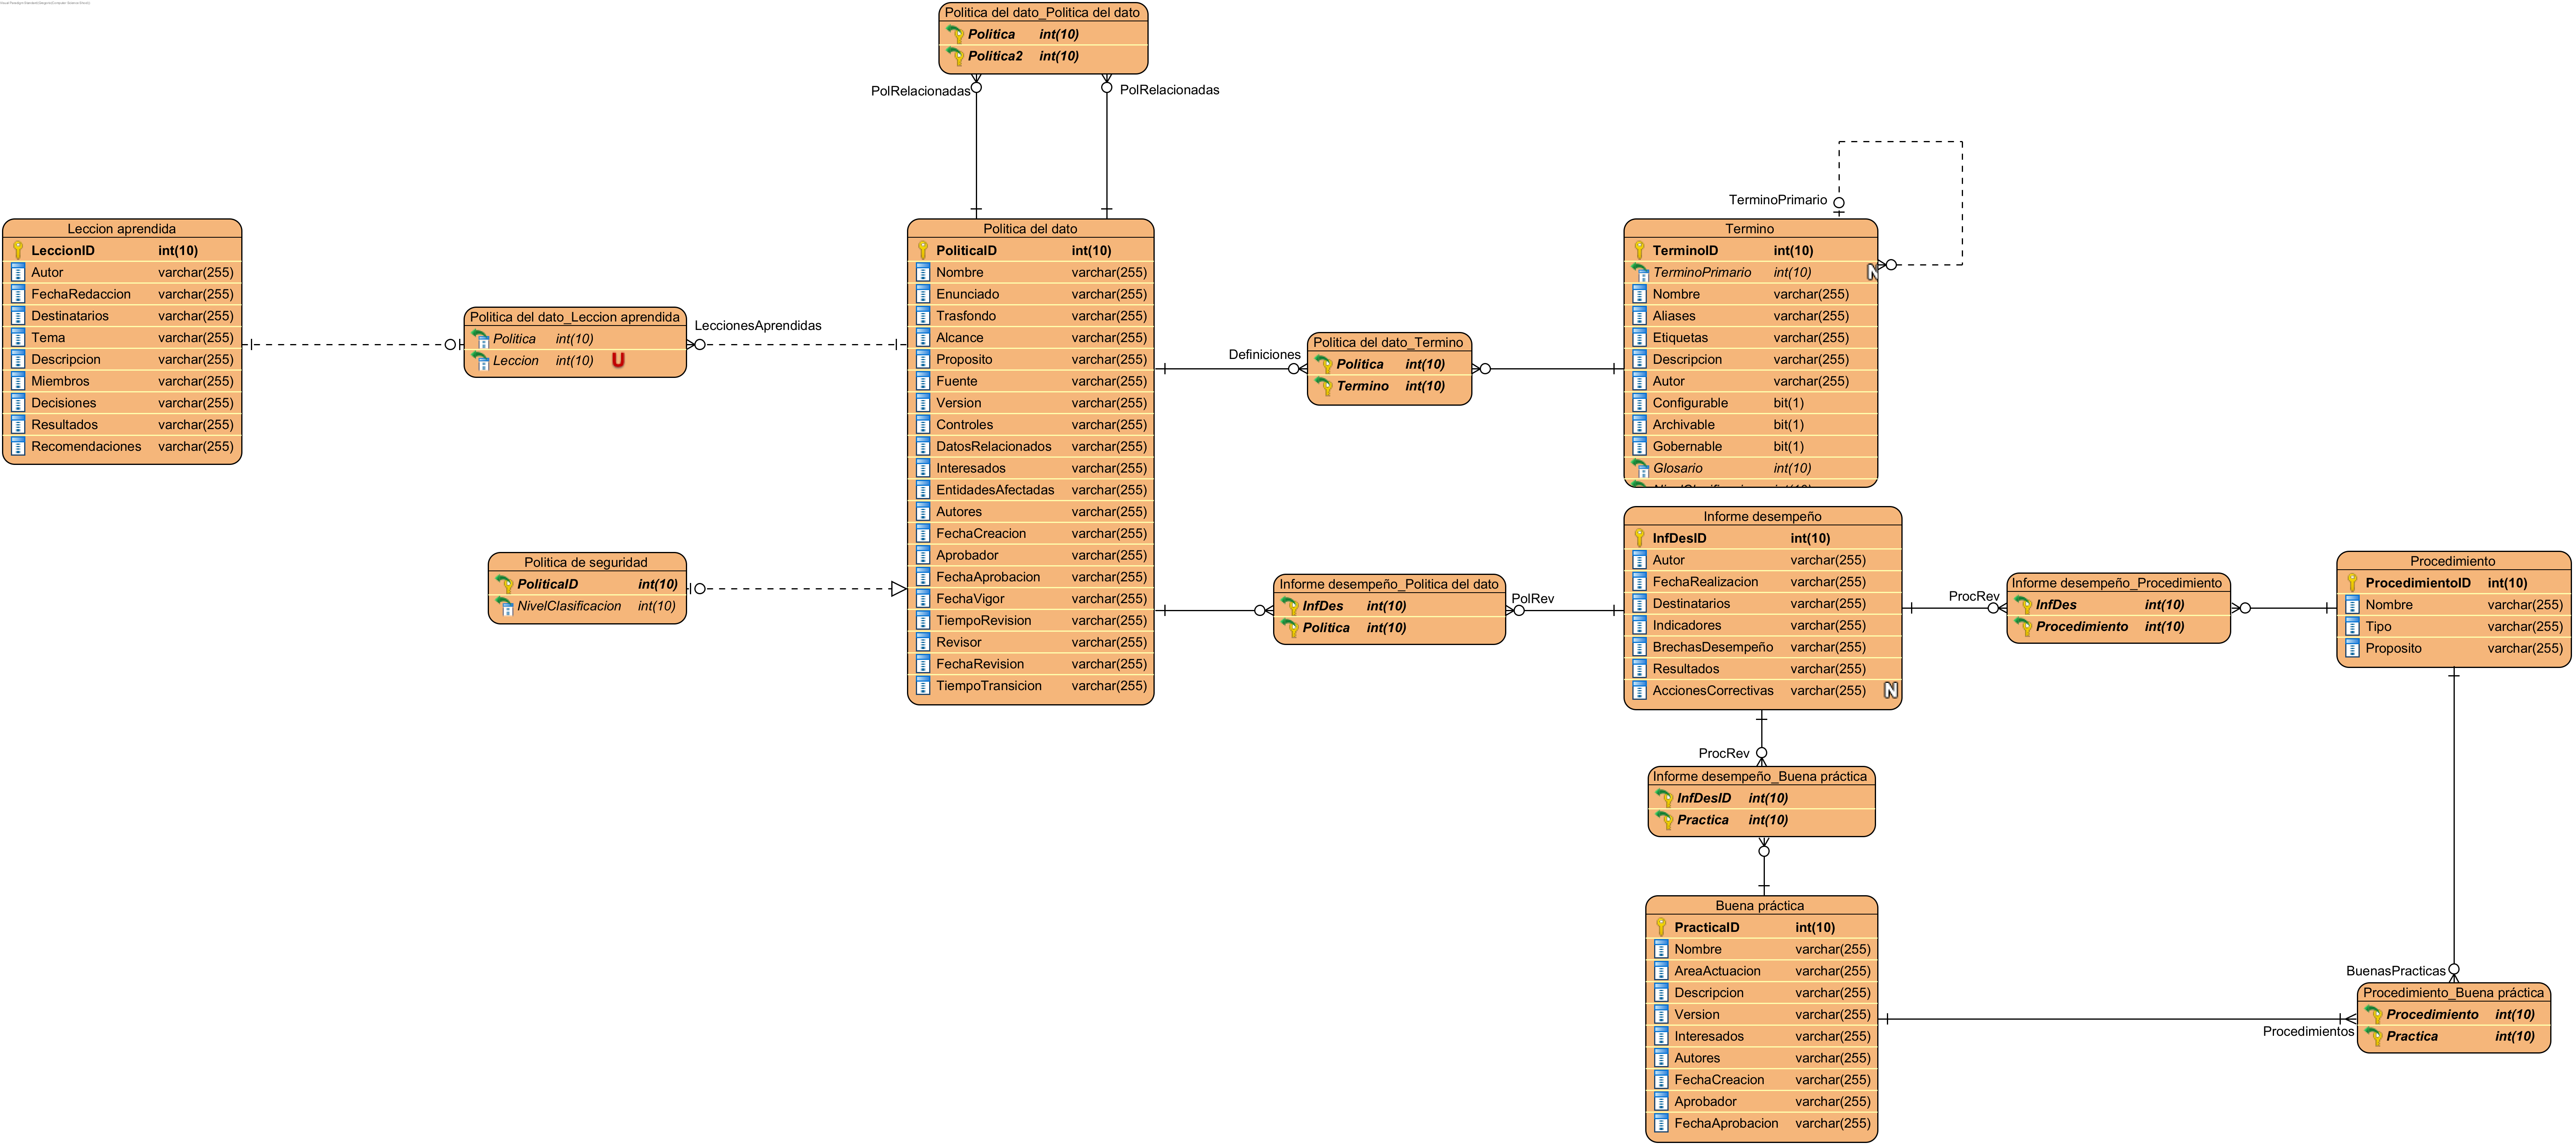 Politica del dato_Politica del dato
Politica int(10)
Politica2 int(10)
PolRelacionadas
PolRelacionadas
Leccion aprendida
LeccionID int(10)
Autor varchar(255)
FechaRedaccion varchar(255)
Destinatarios varchar(255)
Tema varchar(255)
Descripcion varchar(255)
Miembros varchar(255)
Decisiones varchar(255)
Resultados varchar(255)
Recomendaciones varchar(255)
Politica del dato_Leccion aprendida
Politica int(10)
Leccion int(10) U
LeccionesAprendidas
Politica de seguridad
PoliticaID int(10)
NivelClasificacion int(10)
Politica del dato
PoliticaID int(10)
Nombre varchar(255)
Enunciado varchar(255)
Trasfondo varchar(255)
Alcance varchar(255)
Proposito varchar(255)
Fuente varchar(255)
Version varchar(255)
Controles varchar(255)
DatosRelacionados varchar(255)
Interesados varchar(255)
EntidadesAfectadas varchar(255)
Autores varchar(255)
FechaCreacion varchar(255)
Aprobador varchar(255)
FechaAprobacion varchar(255)
FechaVigor varchar(255)
TiempoRevision varchar(255)
Revisor varchar(255)
FechaRevision varchar(255)
TiempoTransicion varchar(255)
Definiciones
Politica del dato_Termino
Politica int(10)
Termino int(10)
TerminoPrimario
Termino
TerminoID int(10)
TerminoPrimario int(10) N
Nombre varchar(255)
Aliases varchar(255)
Etiquetas varchar(255)
Descripcion varchar(255)
Autor varchar(255)
Configurable bit(1)
Archivable bit(1)
Gobernable bit(1)
Glosario int(10)
Informe desempeño_Politica del dato
InfDes int(10)
Politica int(10)
PolRev
Informe desempeño
InfDesID int(10)
Autor varchar(255)
FechaRealizacion varchar(255)
Destinatarios varchar(255)
Indicadores varchar(255)
BrechasDesempeño varchar(255)
Resultados varchar(255)
AccionesCorrectivas varchar(255) N
ProcRev
Informe desempeño_Procedimiento
InfDes int(10)
Procedimiento int(10)
Procedimiento
ProcedimientoID int(10)
Nombre varchar(255)
Tipo varchar(255)
Proposito varchar(255)
ProcRev
Informe desempeño_Buena práctica
InfDesID int(10)
Practica int(10)
Buena práctica
PracticaID int(10)
Nombre varchar(255)
AreaActuacion varchar(255)
Descripcion varchar(255)
Version varchar(255)
Interesados varchar(255)
Autores varchar(255)
FechaCreacion varchar(255)
Aprobador varchar(255)
FechaAprobacion varchar(255)
BuenasPracticas
Procedimiento_Buena práctica
Procedimiento int(10)
Practica int(10)
Procedimientos